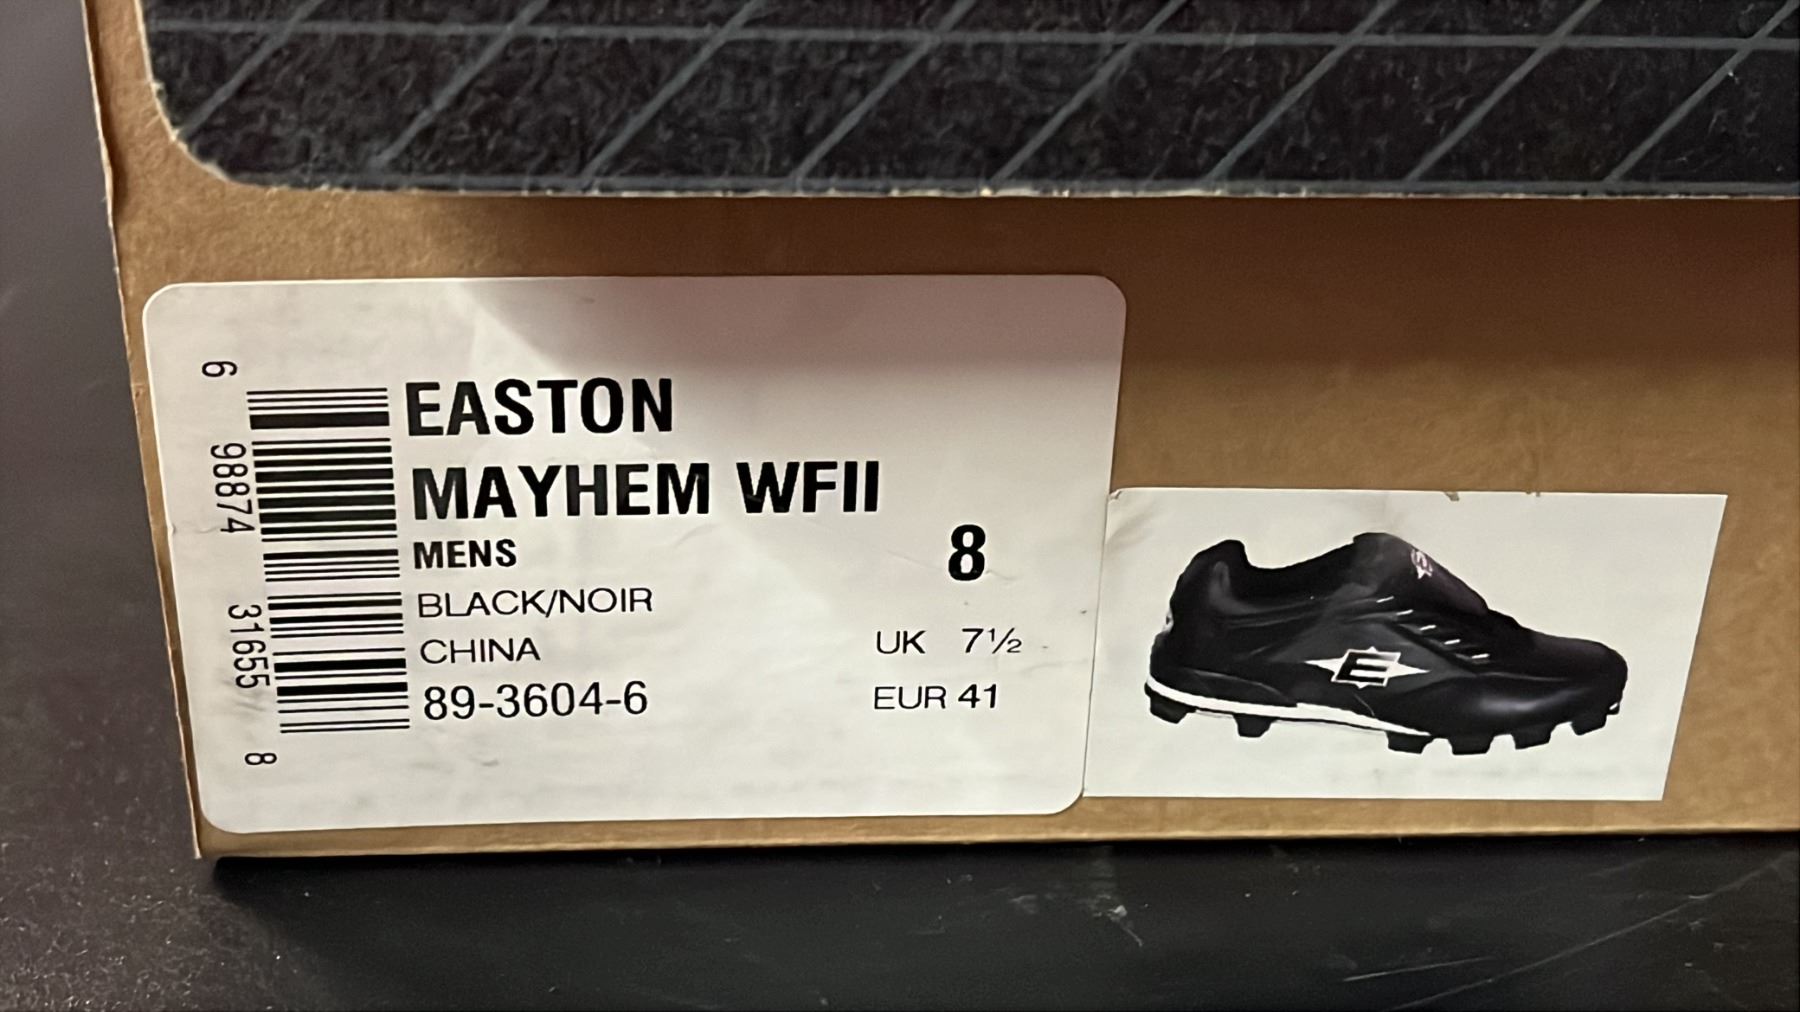 EASTON
MAYHEM WFII
MENS
8
BLACK/NOIR
CHINA
UK 7½
89-3604-6
EUR 41
6 98874 31655 8
E